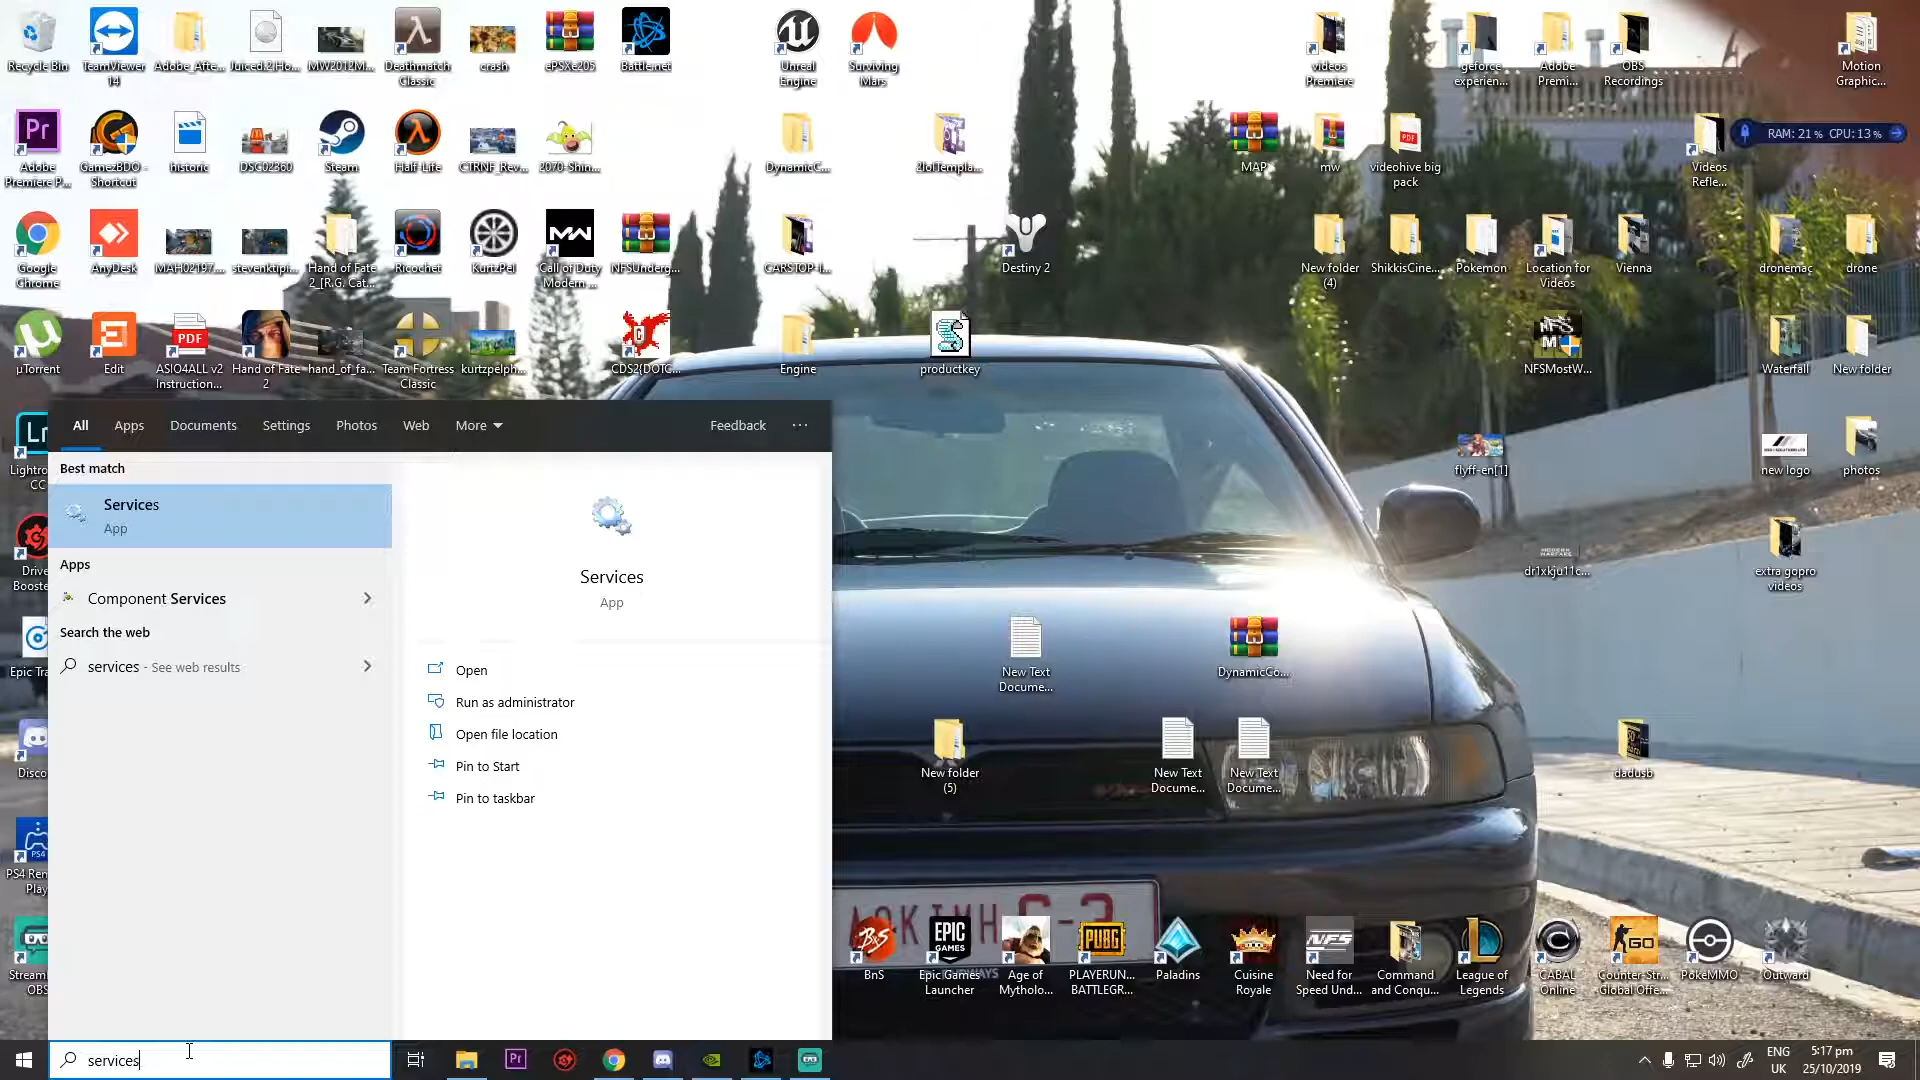 Recycle Bin
TeamViewer 14
Adobe_Afte...
Juiced.2{Ho...
MW2012M...
Deathmatch Classic
crash
ePSXe205
Battle.net
Unreal Engine
Surviving Mars
videos Premiere
geforce experien...
Adobe Premi...
OBS Recordings
Motion Graphic...
Adobe Premiere P...
GamezBDO - Shortcut
historic
DSC02360
Steam
Half-Life
CTRNF_Rev...
2070-Shin...
DynamicC...
2lolTempla...
MAP
mw
videohive big pack
Videos Refle...
RAM: 21 % CPU: 13 %
Google Chrome
AnyDesk
MAH02197...
stevenktipi...
Hand of Fate 2_[R.G. Cat...
Ricochet
KurtzPel
Call of Duty Modern ...
NFSUnderg...
CARSTOP-I...
Destiny 2
New folder (4)
ShikkisCine...
Pokemon
Location for Videos
Vienna
dronemac
drone
µTorrent
Edit
ASIO4ALL v2 Instruction...
Hand of Fate 2
hand_of_fa...
Team Fortress Classic
kurtzpelph...
CDS2{DOTC...
Engine
productkey
NFSMostW...
Waterfall
New folder
All
Apps
Documents
Settings
Photos
Web
More
Feedback
Best match
Services
App
Apps
Component Services
Search the web
services - See web results
Services
App
Open
Run as administrator
Open file location
Pin to Start
Pin to taskbar
Lightro CC
Drive Booste
Epic Tra
Disco
PS4 Rem Play
Stream OBS
flyff-en[1]
new logo
photos
dr1xkju11c...
extra gopro videos
New Text Docume...
DynamicCo...
New folder (5)
New Text Docume...
New Text Docume...
dadusb
BnS
Epic Games Launcher
Age of Mytholo...
PLAYERUN... BATTLEGR...
Paladins
Cuisine Royale
Need for Speed Und...
Command and Conqu...
League of Legends
CABAL Online
Counter-Str... Global Offe...
PokeMMO
Outward
services
ENG
UK
5:17 pm
25/10/2019